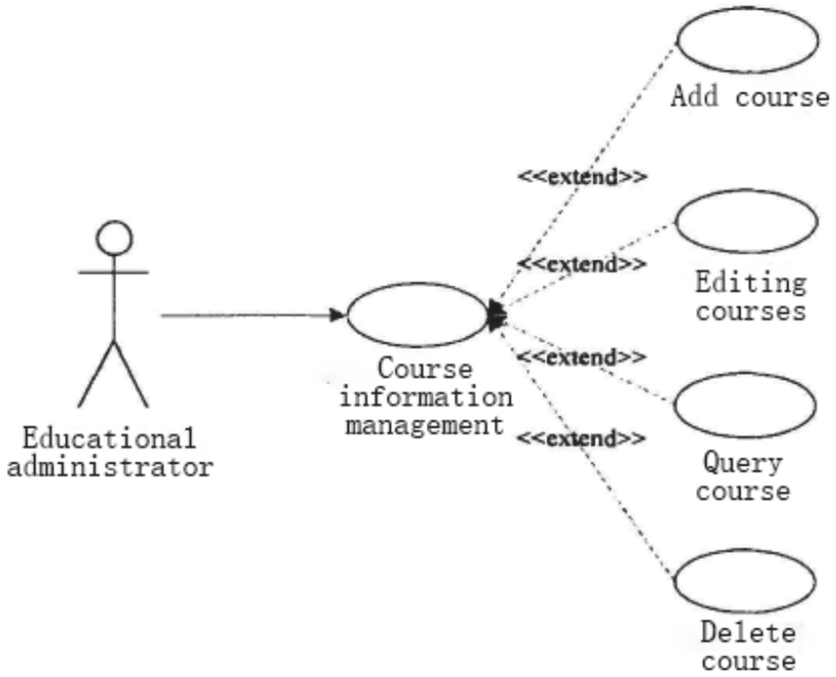 Add course
<<extend>>
<<extend>>
Editing
courses
<<extend>>
Course
information
management
<<extend>>
Educational
administrator
Query
course
Delete
course